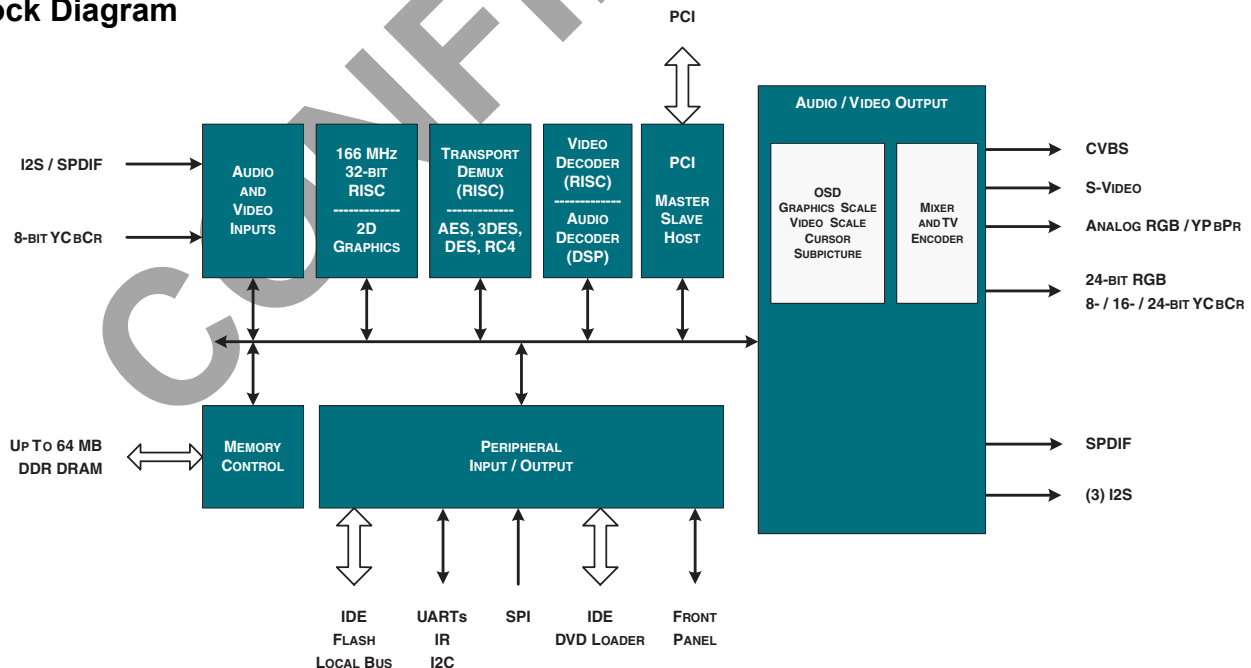 ock Diagram
CONFI
PCI
I2S / SPDIF
8-BIT YCBCR
AUDIO
AND
VIDEO
INPUTS
166 MHZ
32-BIT
RISC
-------------
2D
GRAPHICS
TRANSPORT
DEMUX
(RISC)
-------------
AES, 3DES,
DES, RC4
VIDEO
DECODER
(RISC)
-------------
AUDIO
DECODER
(DSP)
PCI
MASTER
SLAVE
HOST
AUDIO / VIDEO OUTPUT
OSD
GRAPHICS SCALE
VIDEO SCALE
CURSOR
SUBPICTURE
MIXER
AND TV
ENCODER
CVBS
S-VIDEO
ANALOG RGB / YPBPR
24-BIT RGB
8- / 16- / 24-BIT YCBCR
SPDIF
(3) I2S
UP TO 64 MB
DDR DRAM
MEMORY
CONTROL
PERIPHERAL
INPUT / OUTPUT
IDE
FLASH
LOCAL BUS
UARTs
IR
I2C
SPI
IDE
DVD LOADER
FRONT
PANEL